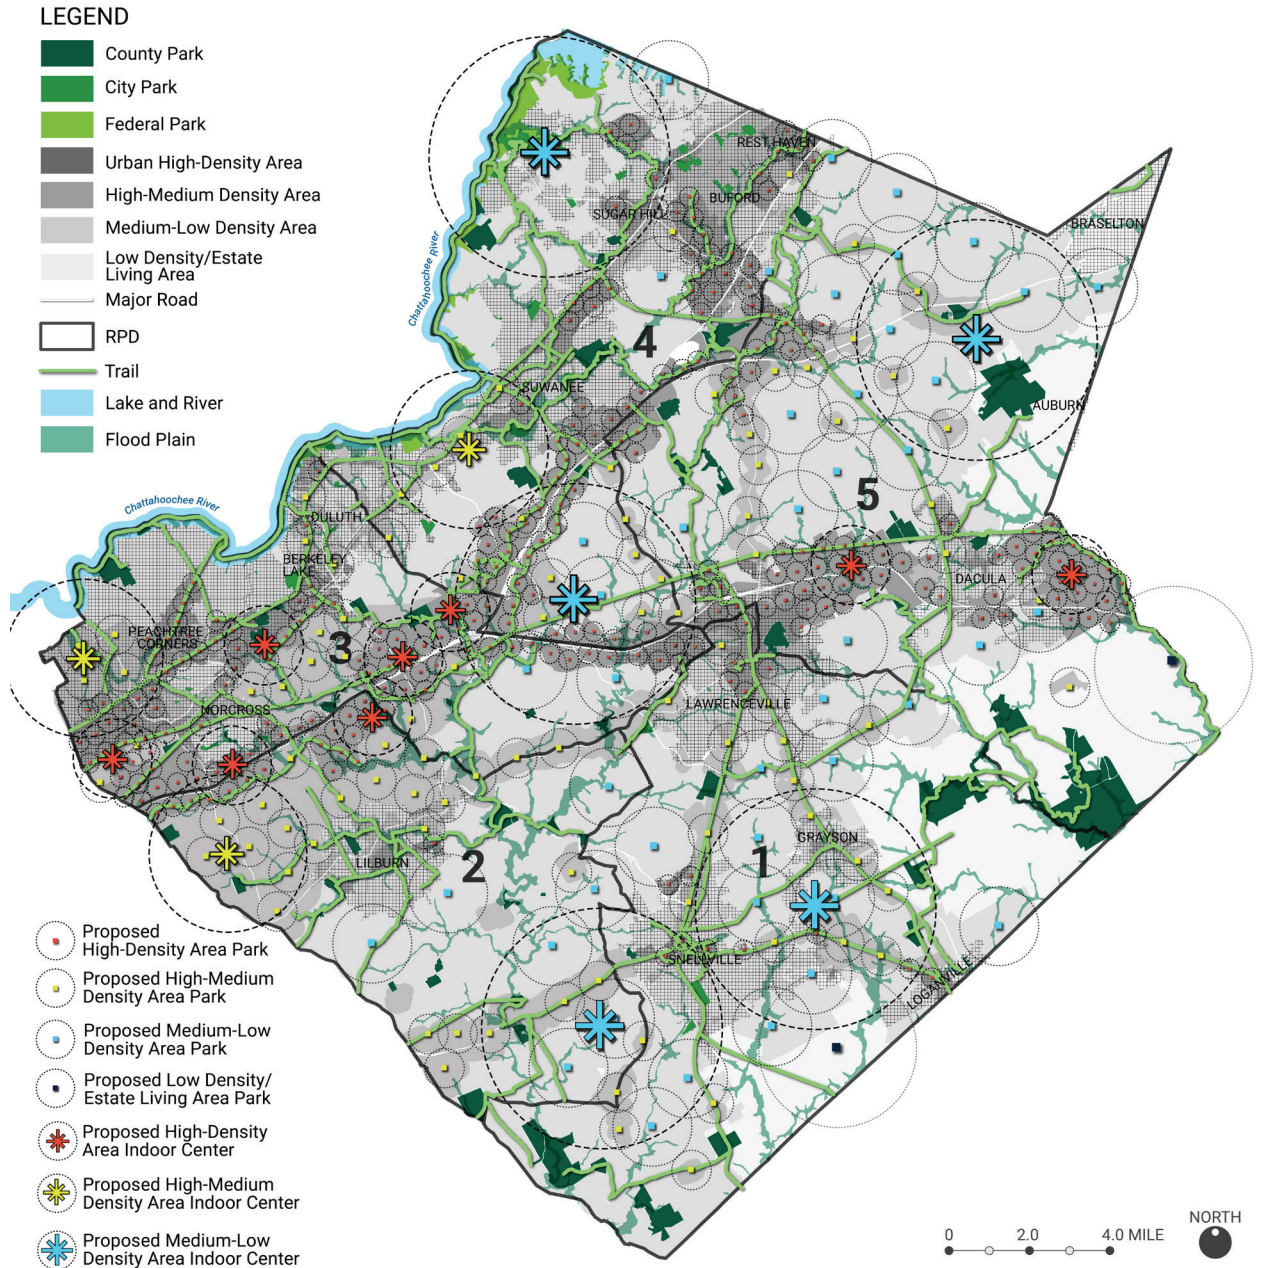 LEGEND
County Park
City Park
Federal Park
Urban High-Density Area
High-Medium Density Area
Medium-Low Density Area
Low Density/Estate
Living Area
Major Road
RPD
Trail
Lake and River
Flood Plain
REST HAVEN
BUFORD
SUGAR HILL
BRASELTON
Chattahoochee River
4
SUWANEE
AUBURN
5
Chattahoochee River
DULUTH
BERKELEY
LAKE
DACULA
PEACHTREE
CORNERS
3
NORCROSS
LAWRENCEVILLE
GRAYSON
LILBURN
2
1
SNELLVILLE
LOGANVILLE
Proposed
High-Density Area Park
Proposed High-Medium
Density Area Park
Proposed Medium-Low
Density Area Park
Proposed Low Density/
Estate Living Area Park
Proposed High-Density
Area Indoor Center
Proposed High-Medium
Density Area Indoor Center
Proposed Medium-Low
Density Area Indoor Center
0 2.0 4.0 MILE
NORTH